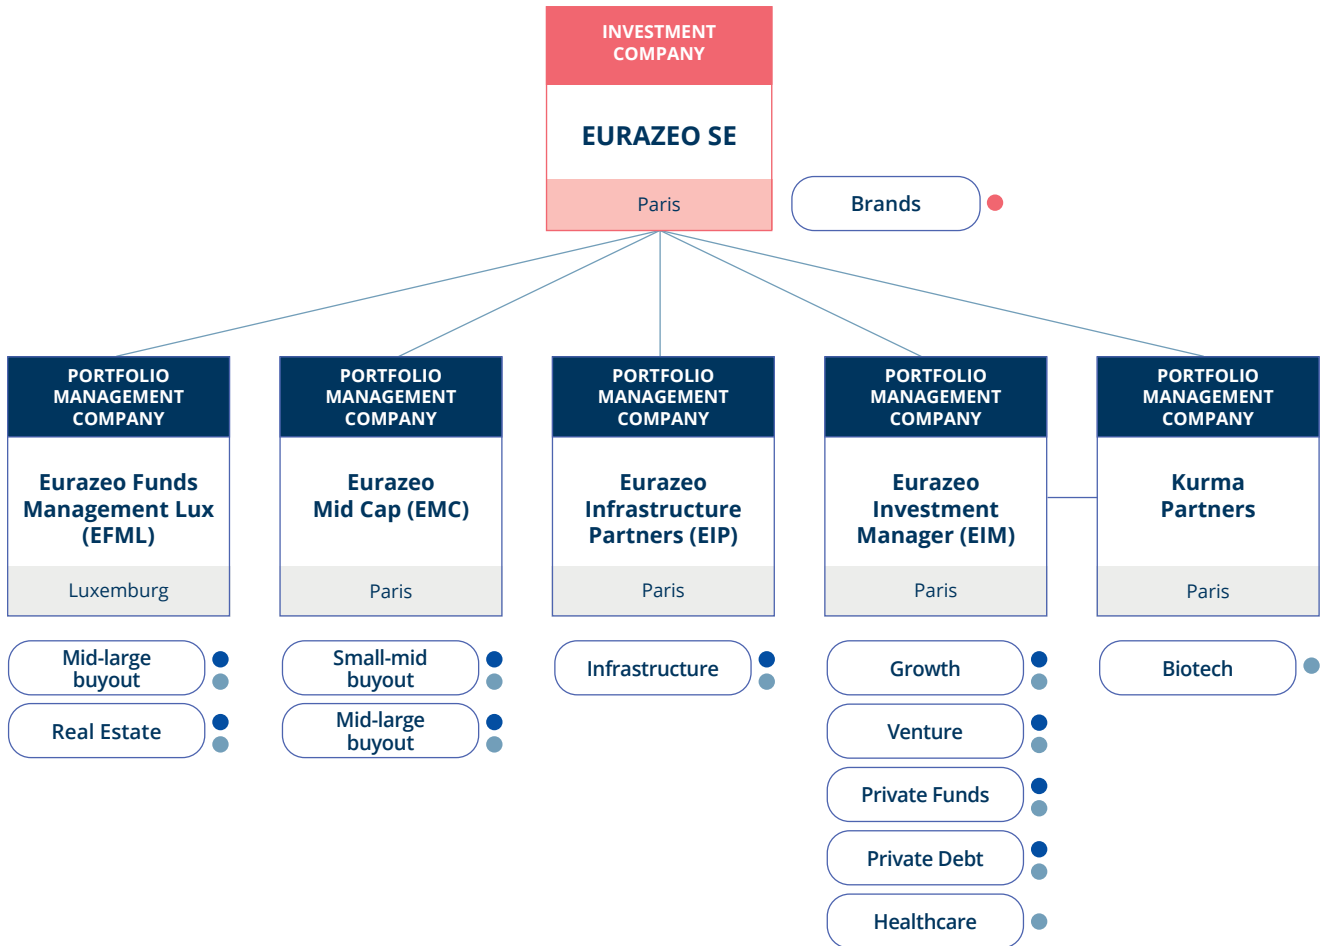 INVESTMENT
COMPANY
EURAZEO SE
Paris
Brands
PORTFOLIO
MANAGEMENT
COMPANY
Eurazeo Funds
Management Lux
(EFML)
Luxemburg
Mid-large
buyout
Real Estate
PORTFOLIO
MANAGEMENT
COMPANY
Eurazeo
Mid Cap (EMC)
Paris
Small-mid
buyout
Mid-large
buyout
PORTFOLIO
MANAGEMENT
COMPANY
Eurazeo
Infrastructure
Partners (EIP)
Paris
Infrastructure
PORTFOLIO
MANAGEMENT
COMPANY
Eurazeo
Investment
Manager (EIM)
Paris
Growth
Venture
Private Funds
Private Debt
Healthcare
PORTFOLIO
MANAGEMENT
COMPANY
Kurma
Partners
Paris
Biotech